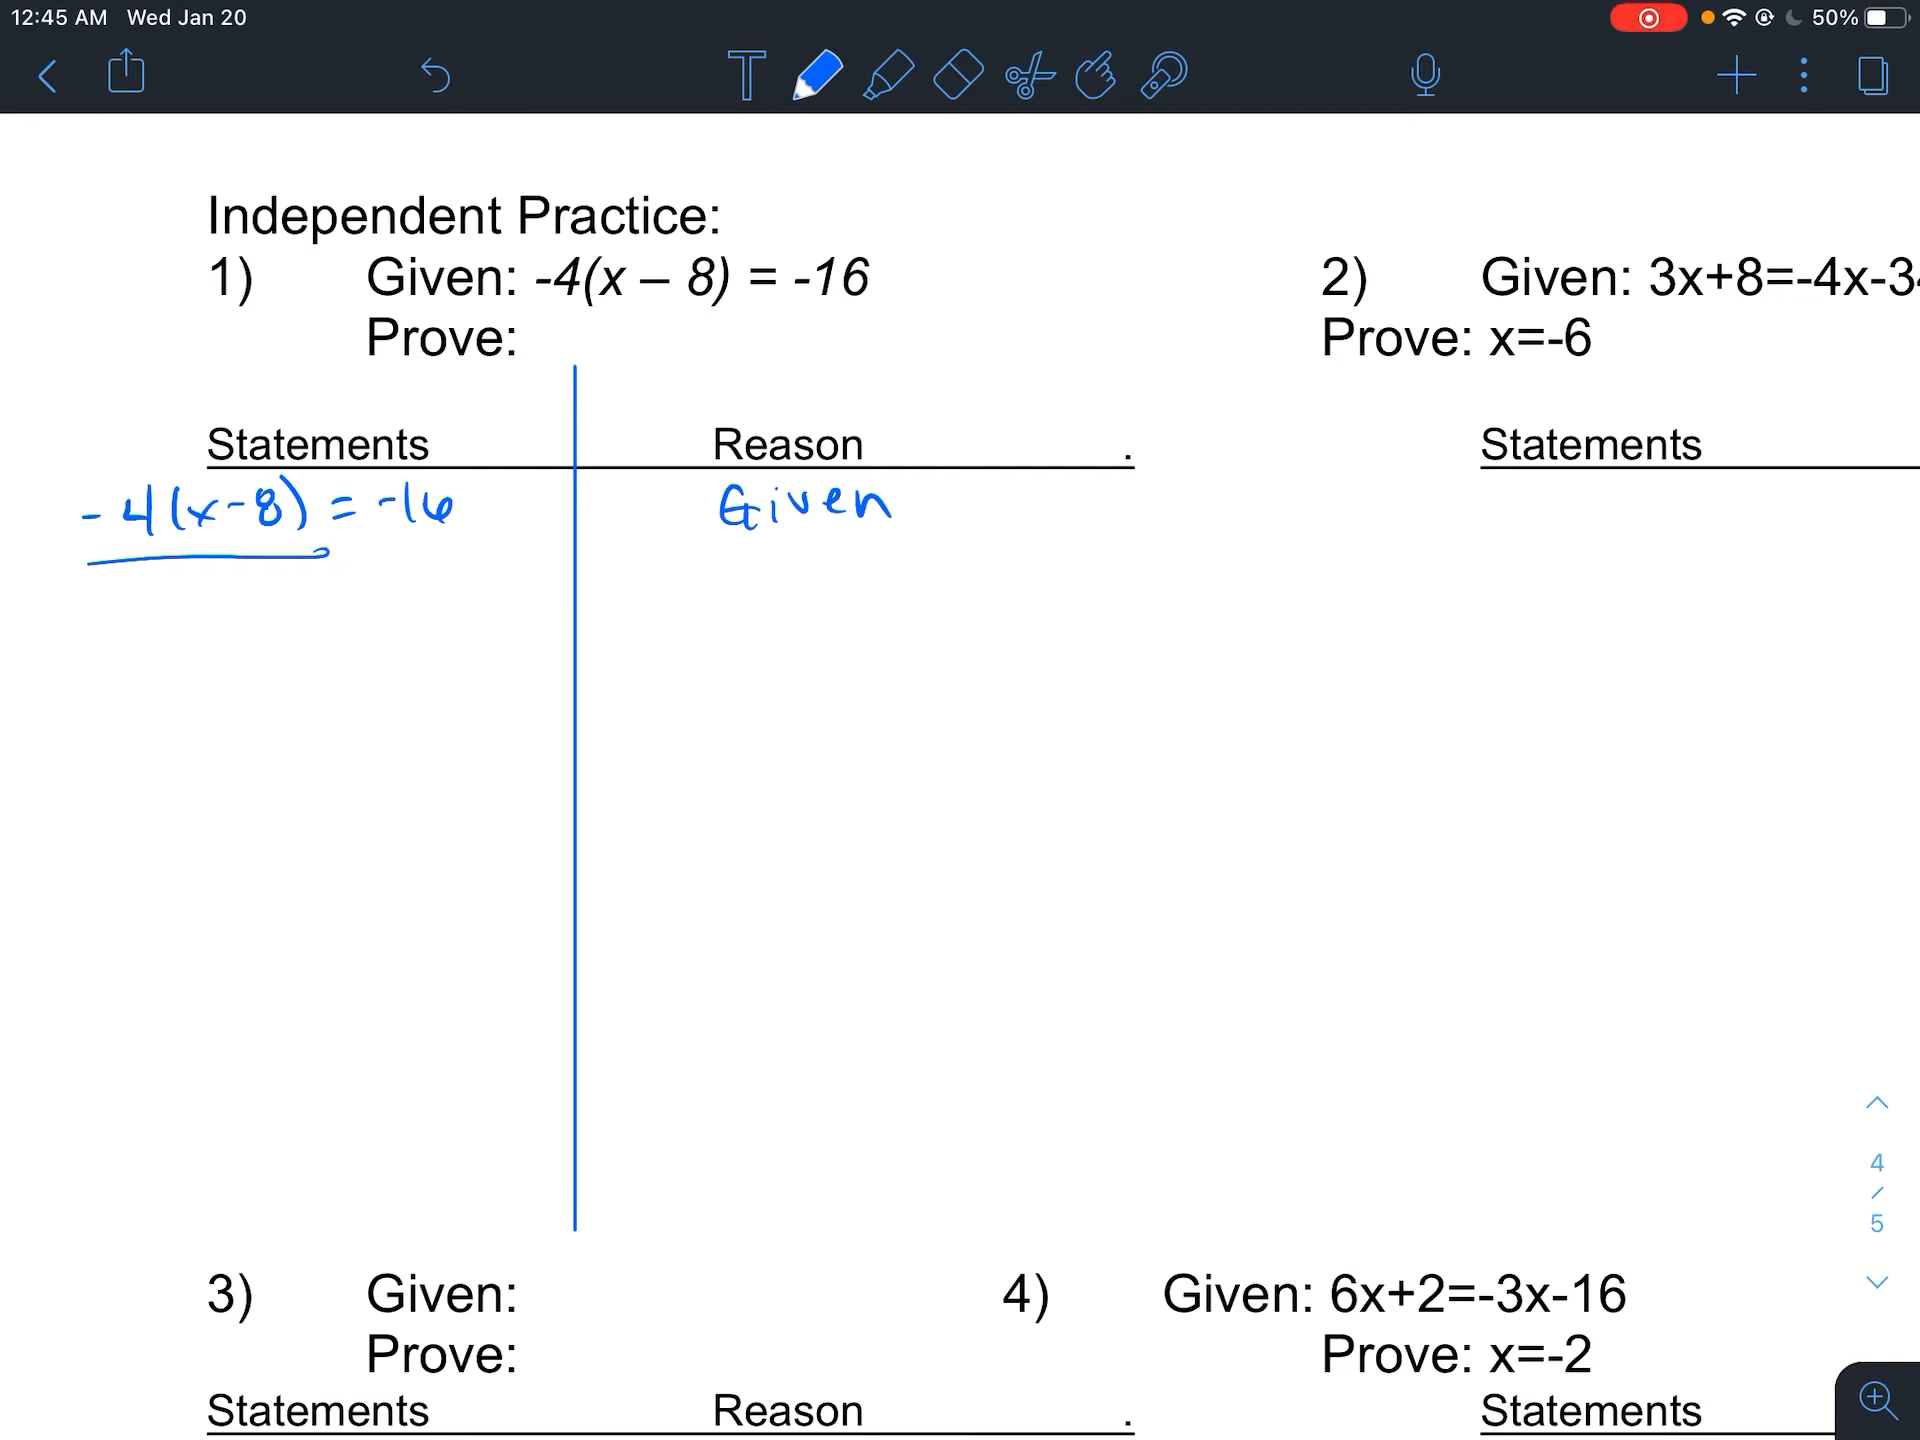 12:45 AM Wed Jan 20
50%
T
Independent Practice:
1) Given: -4(x – 8) = -16
Prove:
2) Given: 3x+8=-4x-34
Prove: x=-6
Statements Reason .
-4(x-8) = -16 Given
Statements
4
/
5
3) Given:
Prove:
4) Given: 6x+2=-3x-16
Prove: x=-2
Statements Reason .
Statements